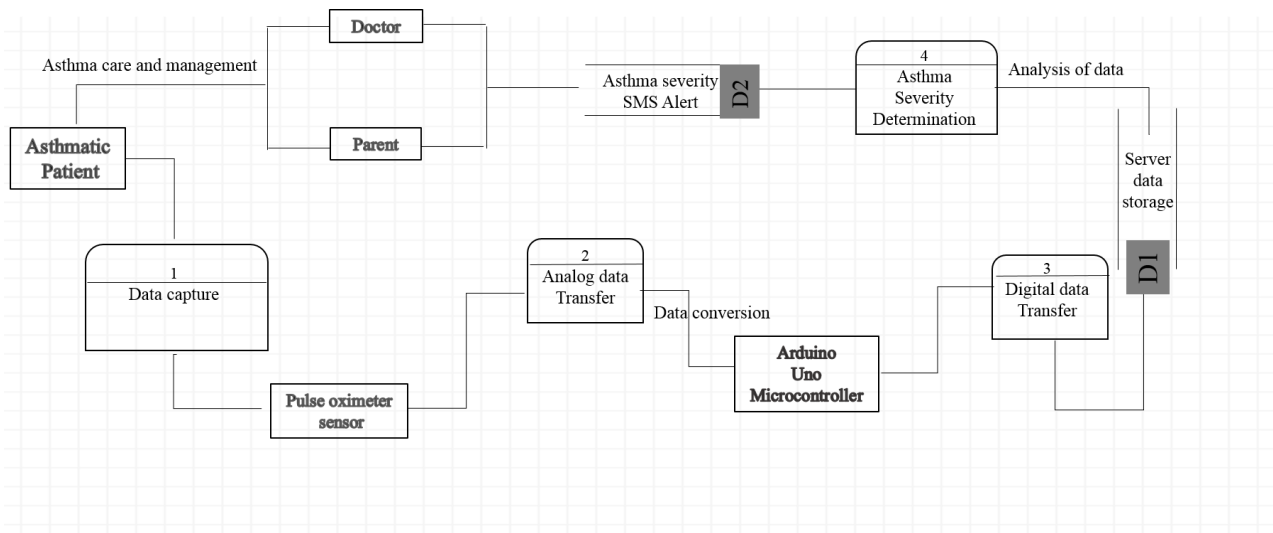 Doctor
Asthma care and management
Asthmatic
Patient
Parent
Asthma severity
SMS Alert
D2
4
Asthma
Severity
Determination
Analysis of data
Server
data
storage
D1
1
Data capture
Pulse oximeter
sensor
2
Analog data
Transfer
Data conversion
Arduino
Uno
Microcontroller
3
Digital data
Transfer